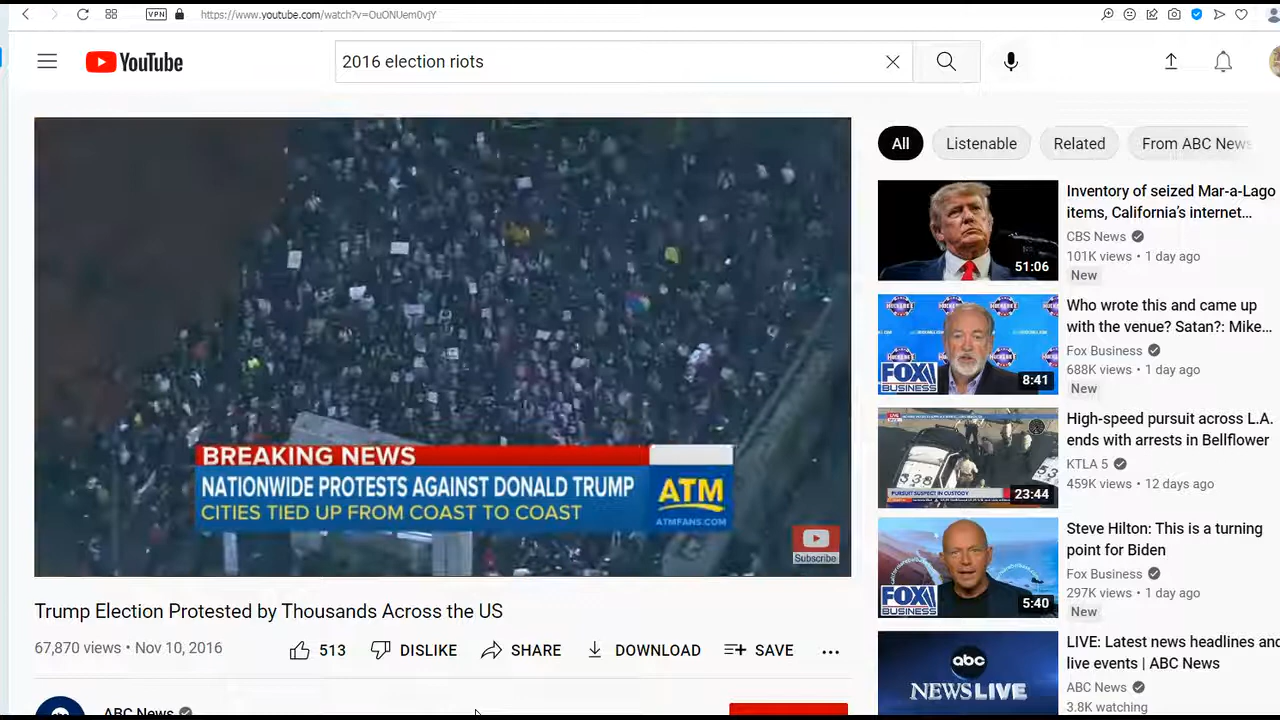 VPN
https://www.youtube.com/watch?v=OuONUem0vjY
YouTube
2016 election riots
All
Listenable
Related
From ABC News
BREAKING NEWS
NATIONWIDE PROTESTS AGAINST DONALD TRUMP
CITIES TIED UP FROM COAST TO COAST
ATM
ATMFANS.COM
Subscribe
Trump Election Protested by Thousands Across the US
67,870 views • Nov 10, 2016
513
DISLIKE
SHARE
DOWNLOAD
SAVE
ABC News
51:06
Inventory of seized Mar-a-Lago
items, California's internet...
CBS News
101K views • 1 day ago
New
FOX
BUSINESS
8:41
Who wrote this and came up
with the venue? Satan?: Mike...
Fox Business
688K views • 1 day ago
New
PURSUIT SUSPECT IN CUSTODY
23:44
High-speed pursuit across L.A.
ends with arrests in Bellflower
KTLA 5
459K views • 12 days ago
FOX
BUSINESS
5:40
Steve Hilton: This is a turning
point for Biden
Fox Business
297K views • 1 day ago
New
abc
NEWS LIVE
LIVE: Latest news headlines and
live events | ABC News
ABC News
3.8K watching